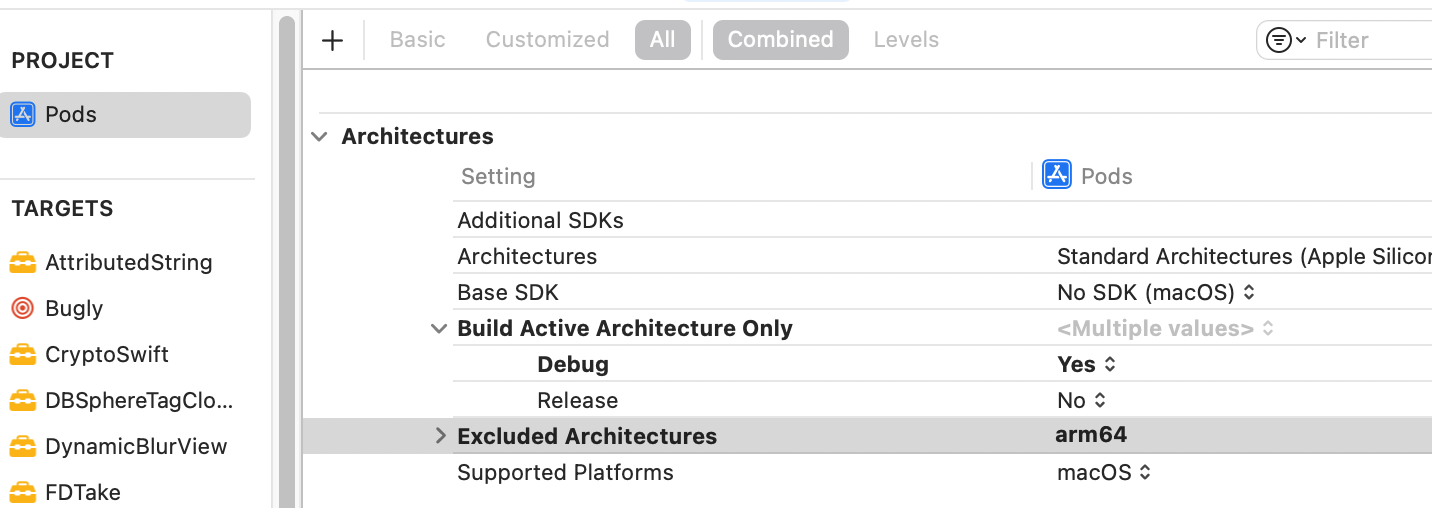 PROJECT
Pods
TARGETS
AttributedString
Bugly
CryptoSwift
DBSphereTagClo...
DynamicBlurView
FDTake
+ Basic Customized All Combined Levels Filter
Architectures
Setting Pods
Additional SDKs
Architectures Standard Architectures (Apple Silicon
Base SDK No SDK (macOS)
Build Active Architecture Only <Multiple values>
Debug Yes
Release No
Excluded Architectures arm64
Supported Platforms macOS